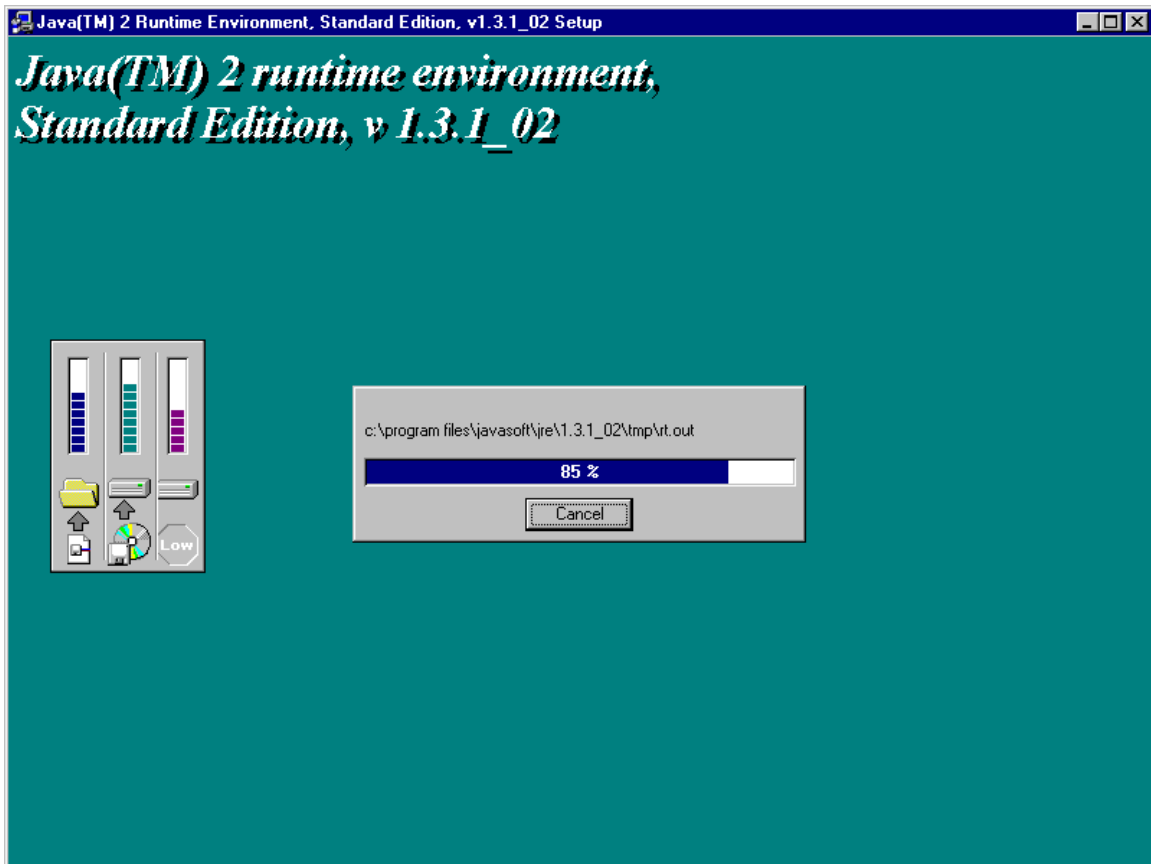 Java(TM) 2 Runtime Environment, Standard Edition, v1.3.1_02 Setup
Java(TM) 2 runtime environment,
Standard Edition, v 1.3.1_02
c:\program files\javasoft\jre\1.3.1_02\tmp\rt.out
85 %
Cancel
Low